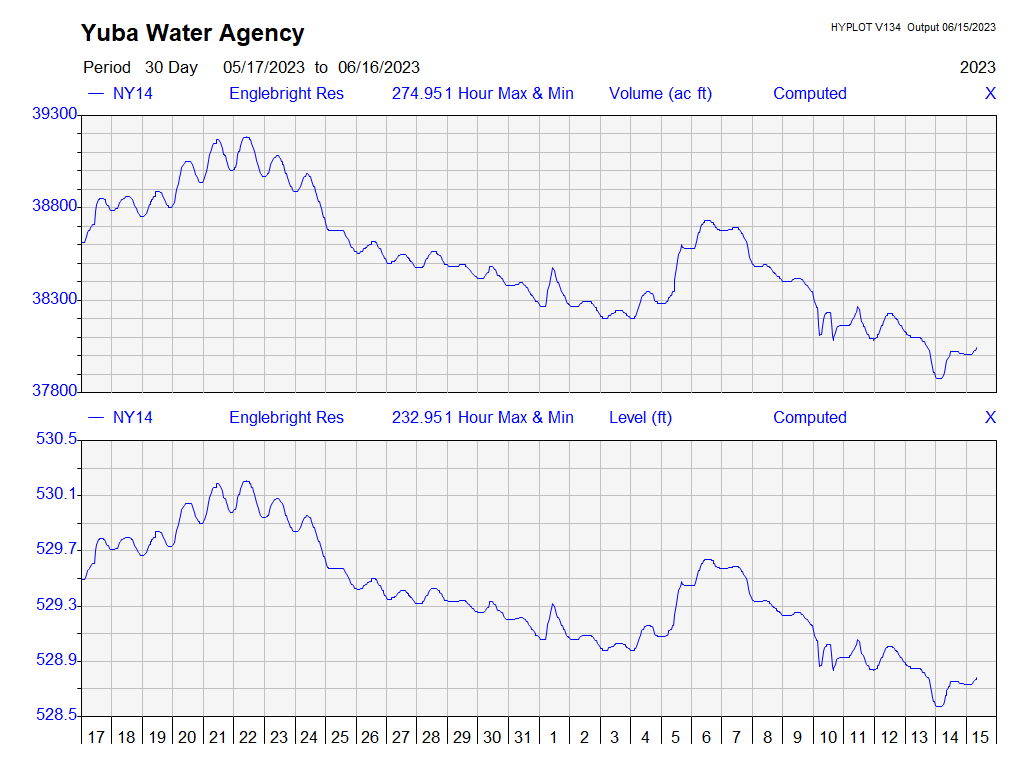 Yuba Water Agency
HYPLOT V134 Output 06/15/2023
Period 30 Day 05/17/2023 to 06/16/2023 2023
NY14 Englebright Res 274.951 Hour Max & Min Volume (ac ft) Computed X
39300
38800
38300
37800
NY14 Englebright Res 232.951 Hour Max & Min Level (ft) Computed X
530.5
530.1
529.7
529.3
528.9
528.5
17 18 19 20 21 22 23 24 25 26 27 28 29 30 31 1 2 3 4 5 6 7 8 9 10 11 12 13 14 15